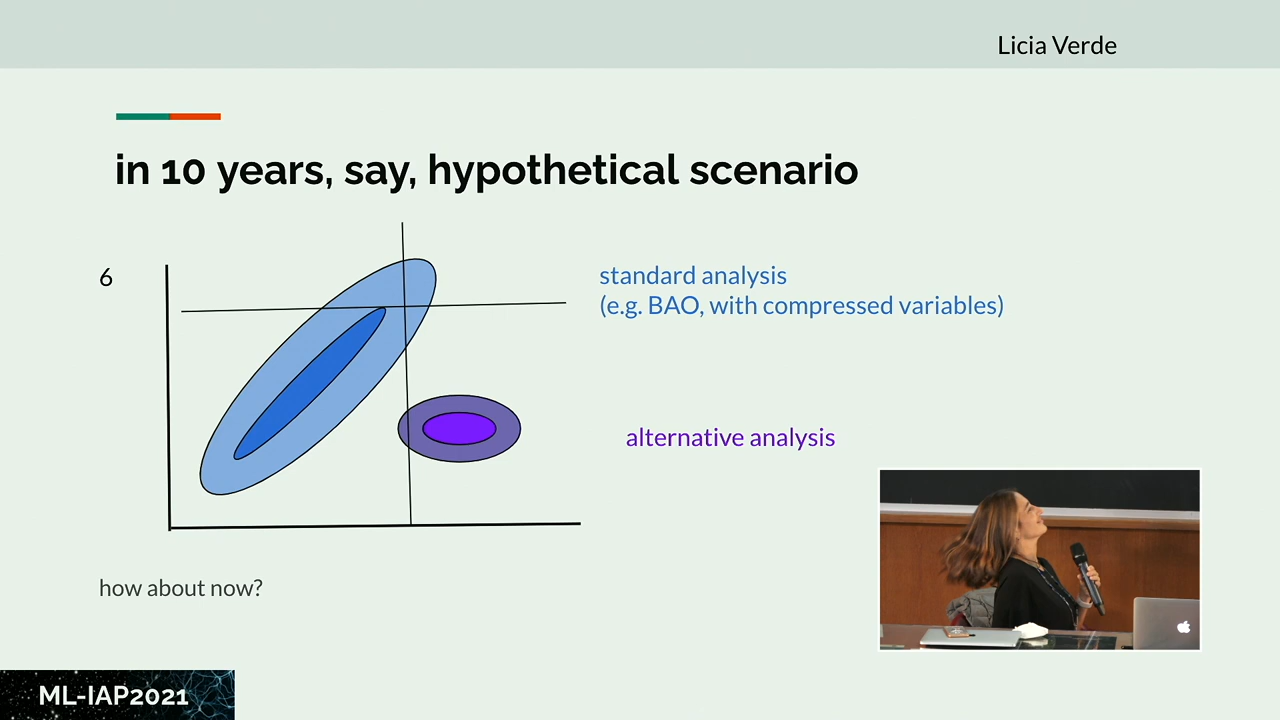 Licia Verde
in 10 years, say, hypothetical scenario
6
standard analysis
(e.g. BAO, with compressed variables)
alternative analysis
how about now?
ML-IAP2021